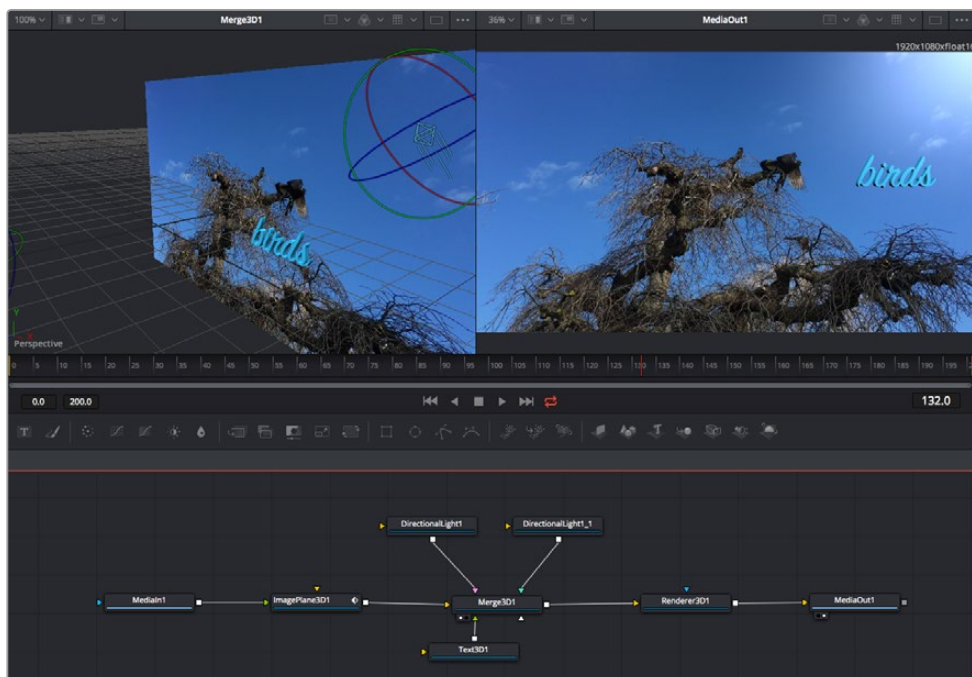 100% Merge3D1
36% MediaOut1
1920x1080xfloat16
birds
birds
Y
Perspective
0 5 10 15 20 25 30 35 40 45 50 55 60 65 70 75 80 85 90 95 100 105 110 115 120 125 130 135 140 145 150 155 160 165 170 175 180 185 190 195
0.0 200.0 132.0
T
DirectionalLight1 DirectionalLight1_1
MediaIn1 ImagePlane3D1 Merge3D1 Renderer3D1 MediaOut1
Text3D1